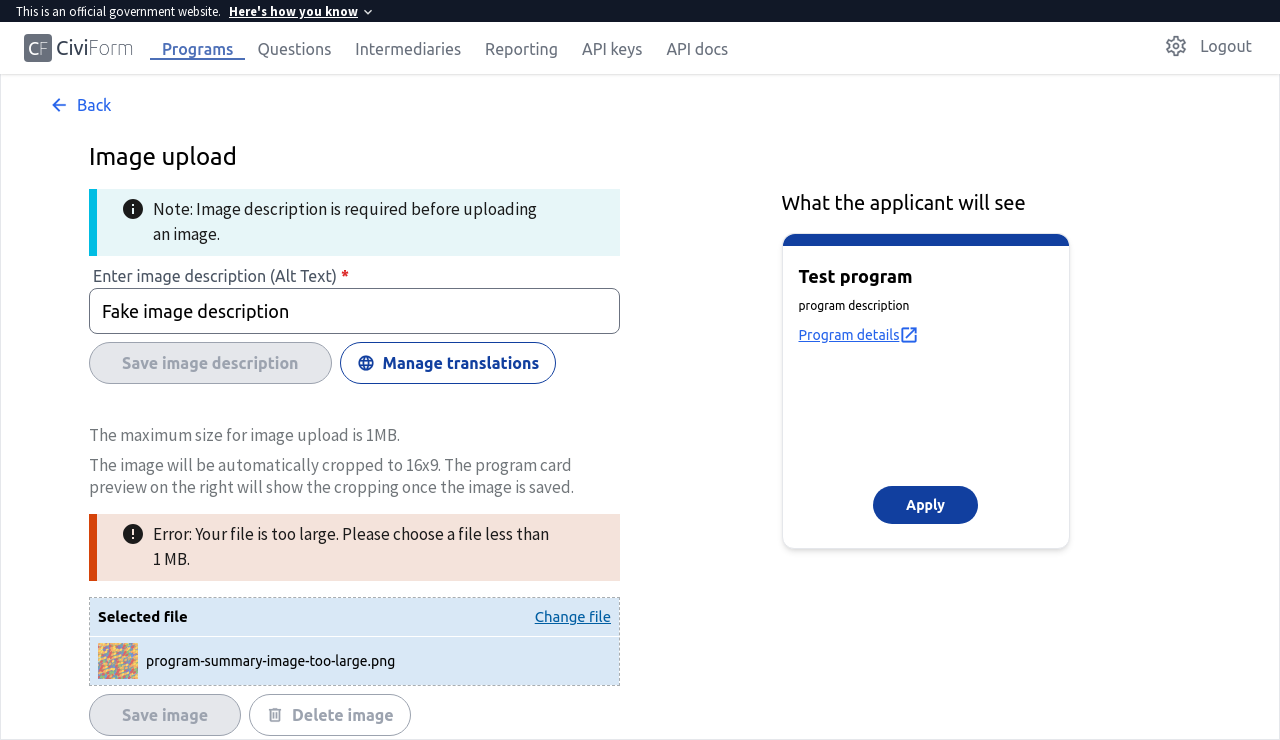 This is an official government website. Here's how you know
CF CiviForm Programs Questions Intermediaries Reporting API keys API docs Logout
Back
Image upload
Note: Image description is required before uploading
an image.
Enter image description (Alt Text) *
Fake image description
Save image description Manage translations
The maximum size for image upload is 1MB.
The image will be automatically cropped to 16x9. The program card
preview on the right will show the cropping once the image is saved.
Error: Your file is too large. Please choose a file less than
1 MB.
Selected file Change file
program-summary-image-too-large.png
Save image Delete image
What the applicant will see
Test program
program description
Program details
Apply